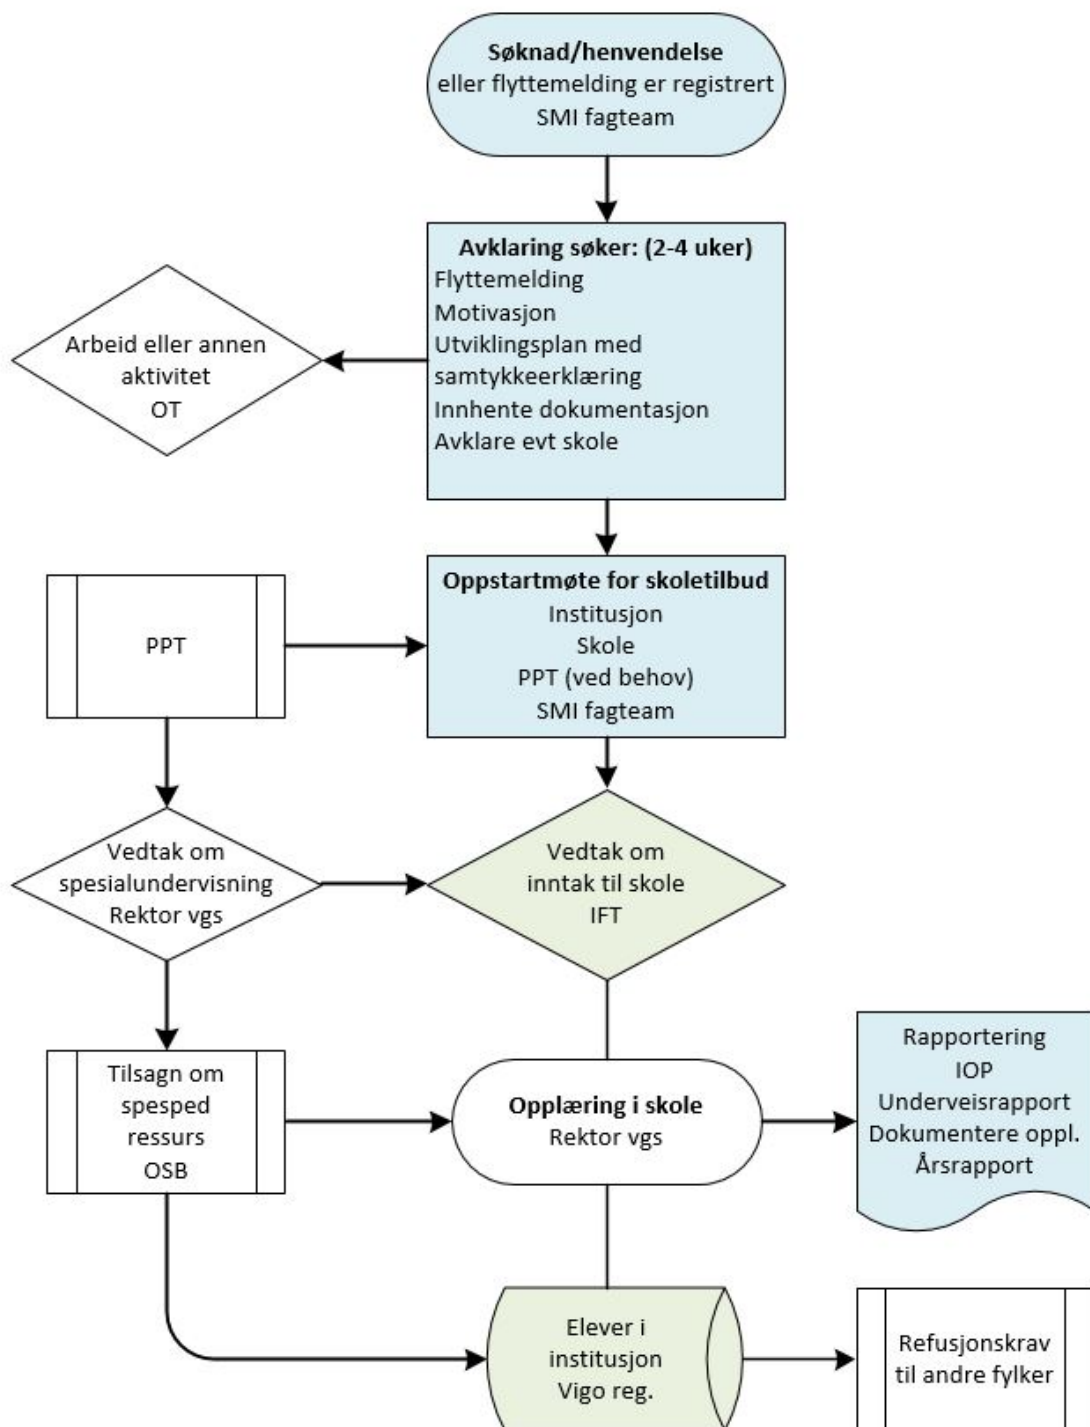 Søknad/henvendelse
eller flyttemelding er registrert
SMI fagteam
Avklaring søker: (2-4 uker)
Flyttemelding
Motivasjon
Utviklingsplan med
samtykkeerklæring
Innhente dokumentasjon
Avklare evt skole
Arbeid eller annen
aktivitet
OT
Oppstartmøte for skoletilbud
Institusjon
Skole
PPT (ved behov)
SMI fagteam
PPT
Vedtak om
spesialundervisning
Rektor vgs
Vedtak om
inntak til skole
IFT
Tilsagn om
spesped
ressurs
OSB
Opplæring i skole
Rektor vgs
Rapportering
IOP
Underveisrapport
Dokumentere oppl.
Årsrapport
Elever i
institusjon
Vigo reg.
Refusjonskrav
til andre fylker